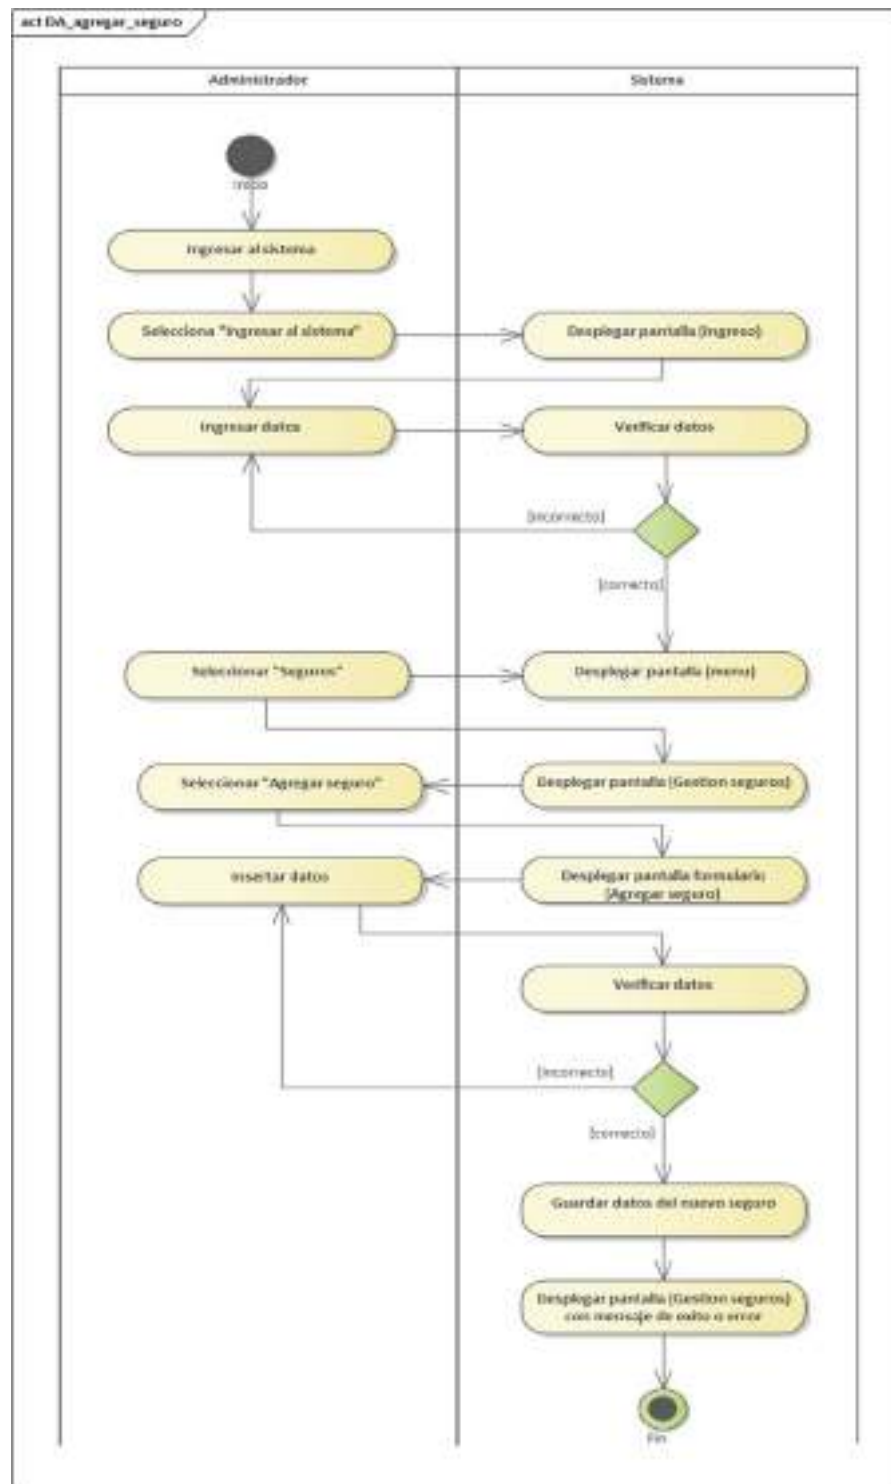 act DA_agregar_seguro
Administrador
Sistema
Inicio
Ingresar al sistema
Selecciona "Ingresar al sistema"
Desplegar pantalla (Ingreso)
Ingresar datos
Verificar datos
[incorrecto]
[correcto]
Seleccionar "Seguros"
Desplegar pantalla (menu)
Seleccionar "Agregar seguro"
Desplegar pantalla (Gestion seguros)
Insertar datos
Desplegar pantalla formulario
(Agregar seguro)
Verificar datos
[incorrecto]
[correcto]
Guardar datos del nuevo seguro
Desplegar pantalla (Gestion seguros)
con mensaje de exito o error
Fin